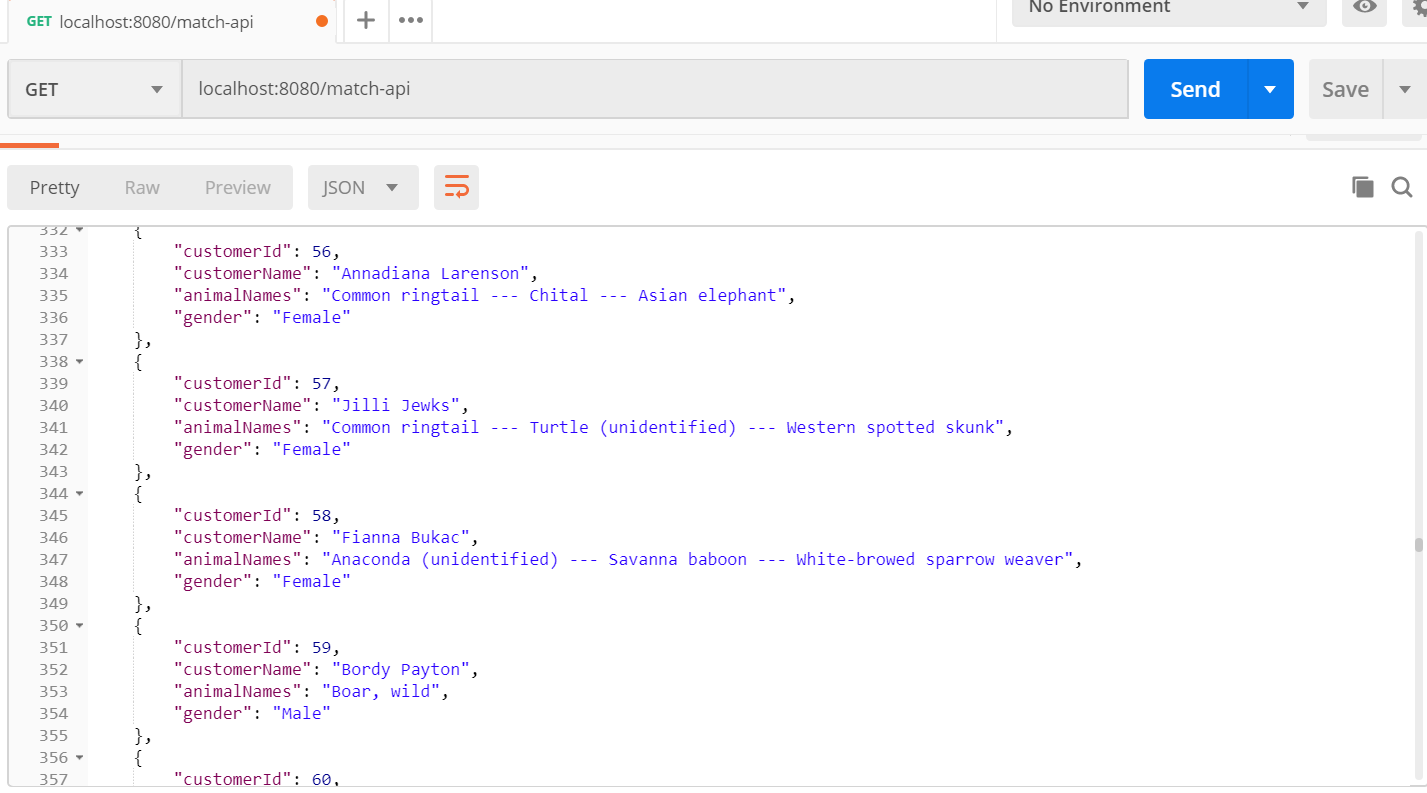 GET localhost:8080/match-api
No Environment
GET localhost:8080/match-api Send Save
Pretty Raw Preview JSON
332 {
333 "customerId": 56,
334 "customerName": "Annadiana Larenson",
335 "animalNames": "Common ringtail --- Chital --- Asian elephant",
336 "gender": "Female"
337 },
338 {
339 "customerId": 57,
340 "customerName": "Jilli Jewks",
341 "animalNames": "Common ringtail --- Turtle (unidentified) --- Western spotted skunk",
342 "gender": "Female"
343 },
344 {
345 "customerId": 58,
346 "customerName": "Fianna Bukac",
347 "animalNames": "Anaconda (unidentified) --- Savanna baboon --- White-browed sparrow weaver",
348 "gender": "Female"
349 },
350 {
351 "customerId": 59,
352 "customerName": "Bordy Payton",
353 "animalNames": "Boar, wild",
354 "gender": "Male"
355 },
356 {
357 "customerId": 60,